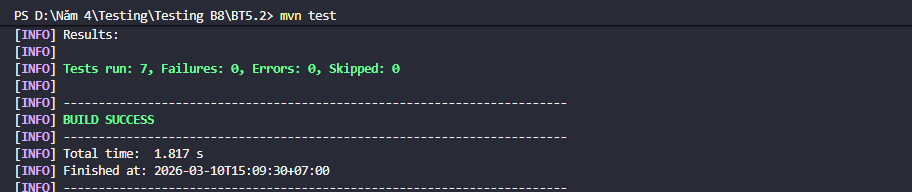 PS D:\Năm 4\Testing\Testing B8\BT5.2> mvn test
[INFO] Results:
[INFO]
[INFO] Tests run: 7, Failures: 0, Errors: 0, Skipped: 0
[INFO]
[INFO] ------------------------------------------------------------------------
[INFO] BUILD SUCCESS
[INFO] ------------------------------------------------------------------------
[INFO] Total time:  1.817 s
[INFO] Finished at: 2026-03-10T15:09:30+07:00
[INFO] ------------------------------------------------------------------------